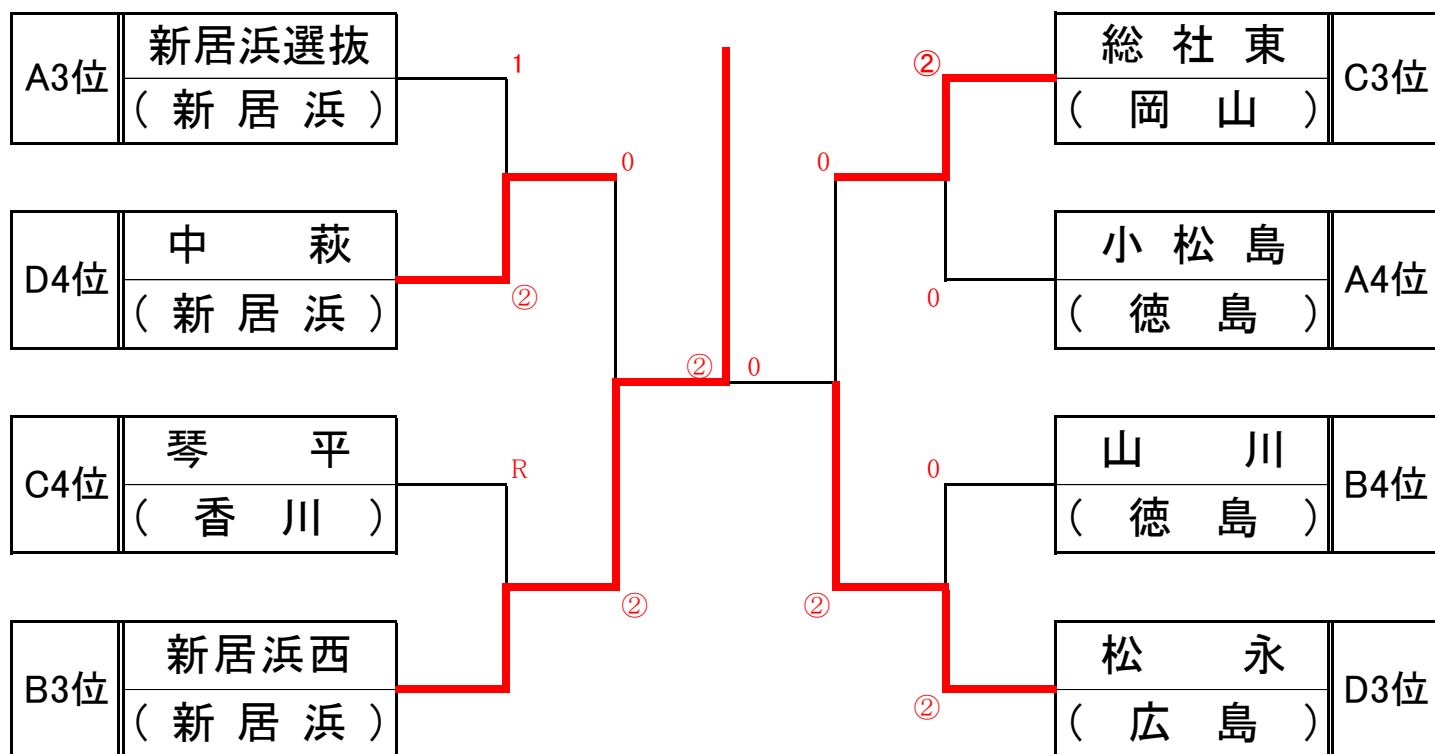 A3位 新居浜選抜
(新居浜)
1
D4位 中萩
(新居浜)
②
0
C4位 琴平
(香川)
R
B3位 新居浜西
(新居浜)
②
② 0
総社東 C3位
(岡山)
②
小松島 A4位
(徳島)
0
0
山川 B4位
(徳島)
0
松永 D3位
(広島)
②
②